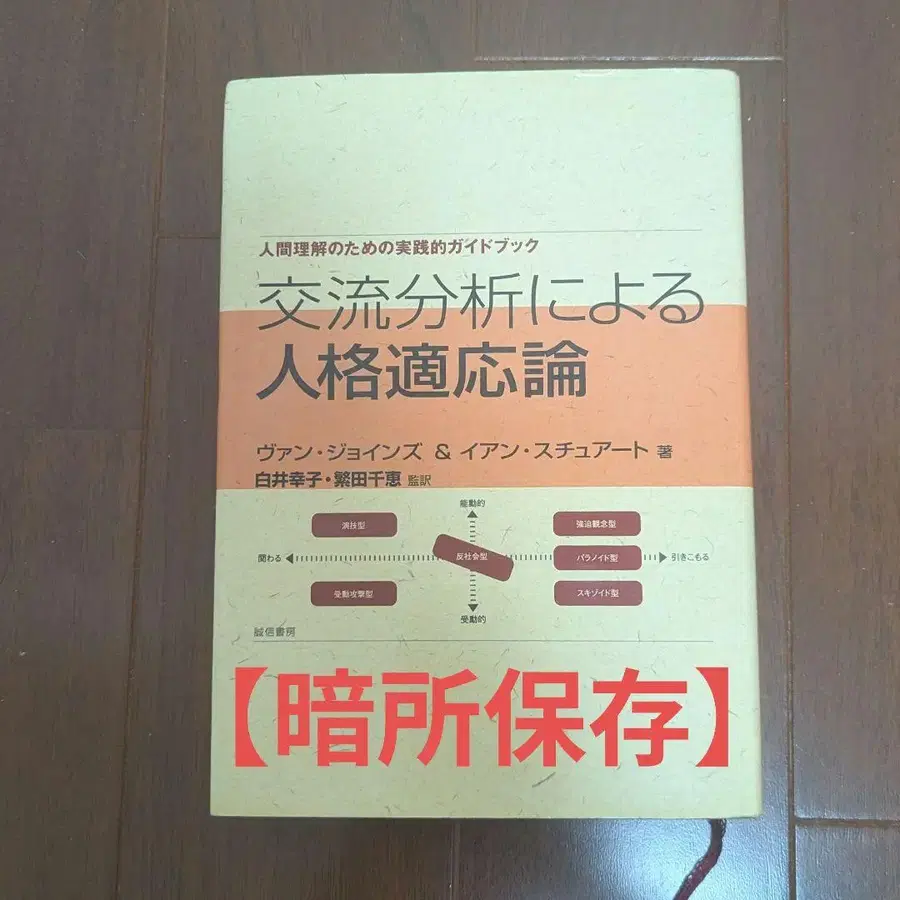 人間理解のための実践的ガイドブック
交流分析による
人格適応論
ヴァン・ジョインズ & イアン・スチュアート 著
白井幸子・繁田千恵 監訳
能動的
演技型
強迫観念型
関わる
反社会型
パラノイド型
引きこもる
受動攻撃型
スキゾイド型
受動的
誠信書房
【暗所保存】